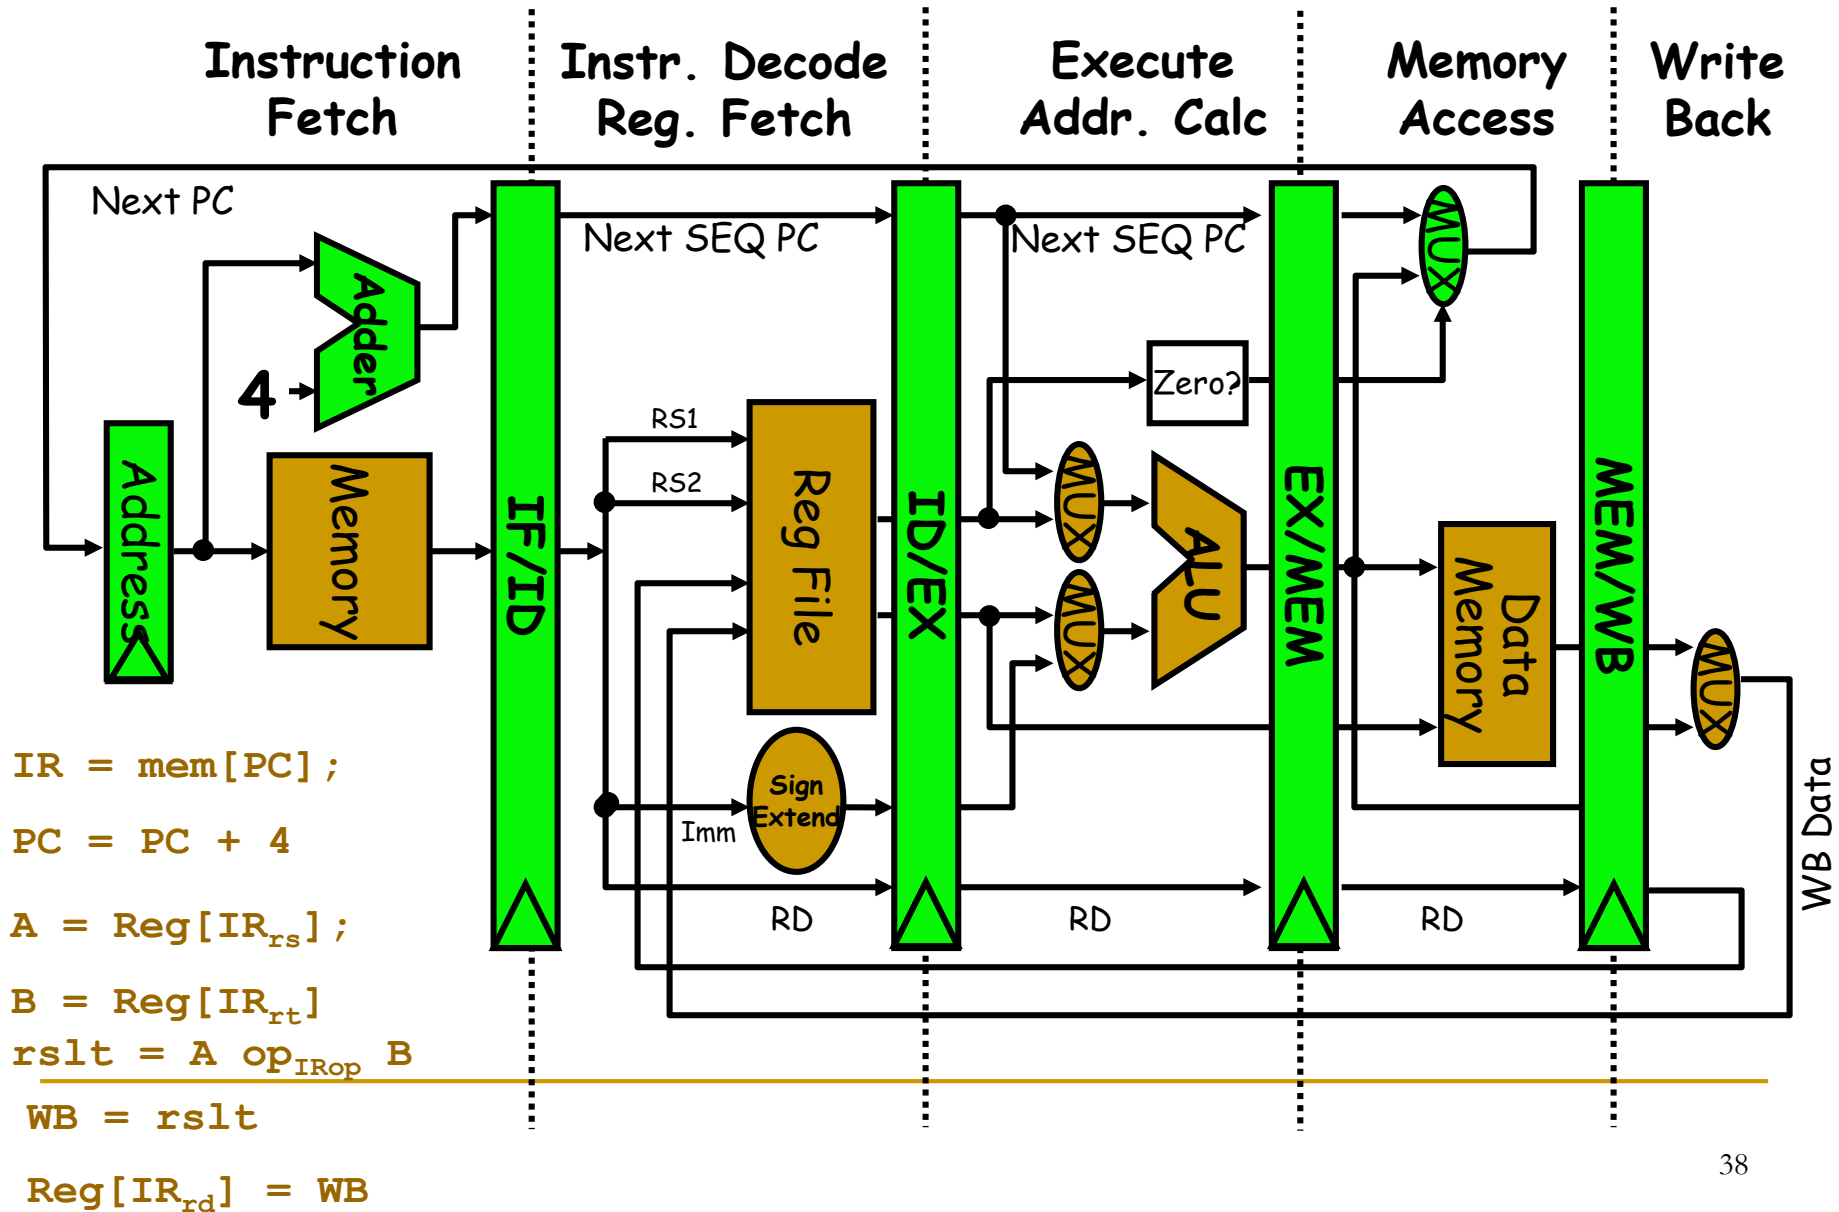 Instruction
Fetch
Instr. Decode
Reg. Fetch
Execute
Addr. Calc
Memory
Access
Write
Back
Next PC
Next SEQ PC
Next SEQ PC
MUX
Adder
4
Zero?
RS1
RS2
Address
Memory
IF/ID
Reg File
ID/EX
MUX
MUX
ALU
EX/MEM
Data
Memory
MEM/WB
MUX
Sign
Extend
Imm
RD
RD
RD
WB Data
IR = mem[PC];
PC = PC + 4
A = Reg[IRrs];
B = Reg[IRrt]
rslt = A opIRop B
WB = rslt
Reg[IRrd] = WB
38